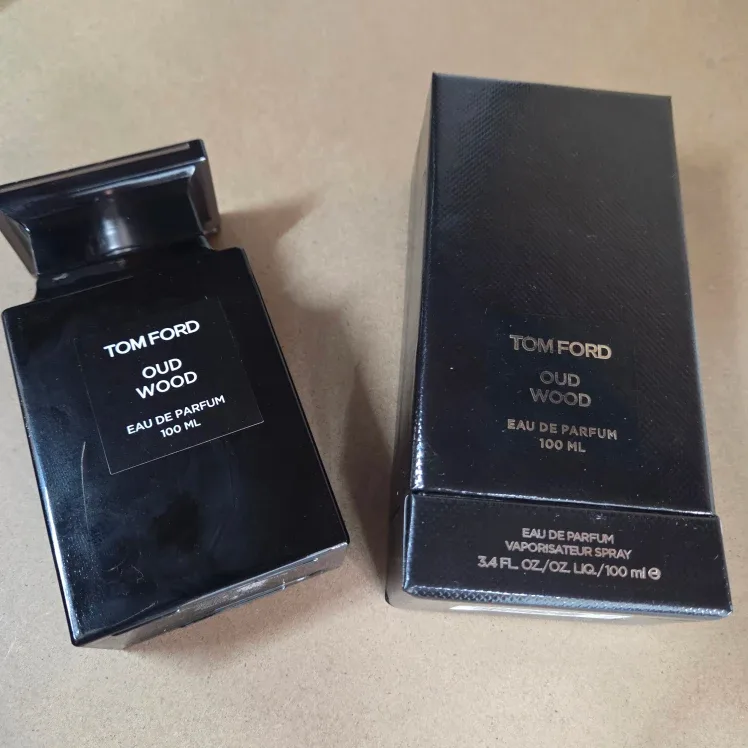 TOM FORD
OUD
WOOD
EAU DE PARFUM
100 ML
TOM FORD
OUD
WOOD
EAU DE PARFUM
100 ML
EAU DE PARFUM
VAPORISATEUR SPRAY
3.4 FL. OZ./OZ. LIQ./100 ml ℮